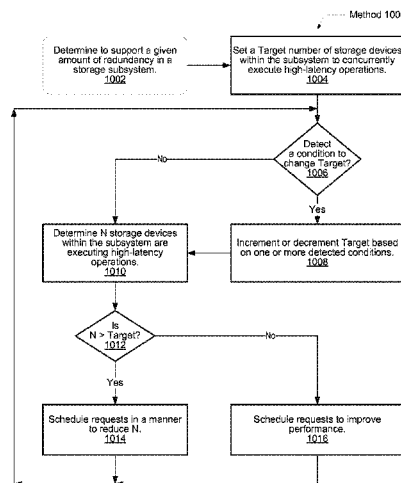 Method 100
Determine to support a given
amount of redundancy in a
storage subsystem.
1002
Set a Target number of storage devices
within the subsystem to concurrently
execute high-latency operations.
1004
Detect
a condition to
change Target?
1006
No
Yes
Determine N storage devices
within the subsystem are
executing high-latency
operations.
1010
Increment or decrement Target based
on one or more detected conditions.
1008
Is
N > Target?
1012
No
Yes
Schedule requests in a manner
to reduce N.
1014
Schedule requests to improve
performance.
1016